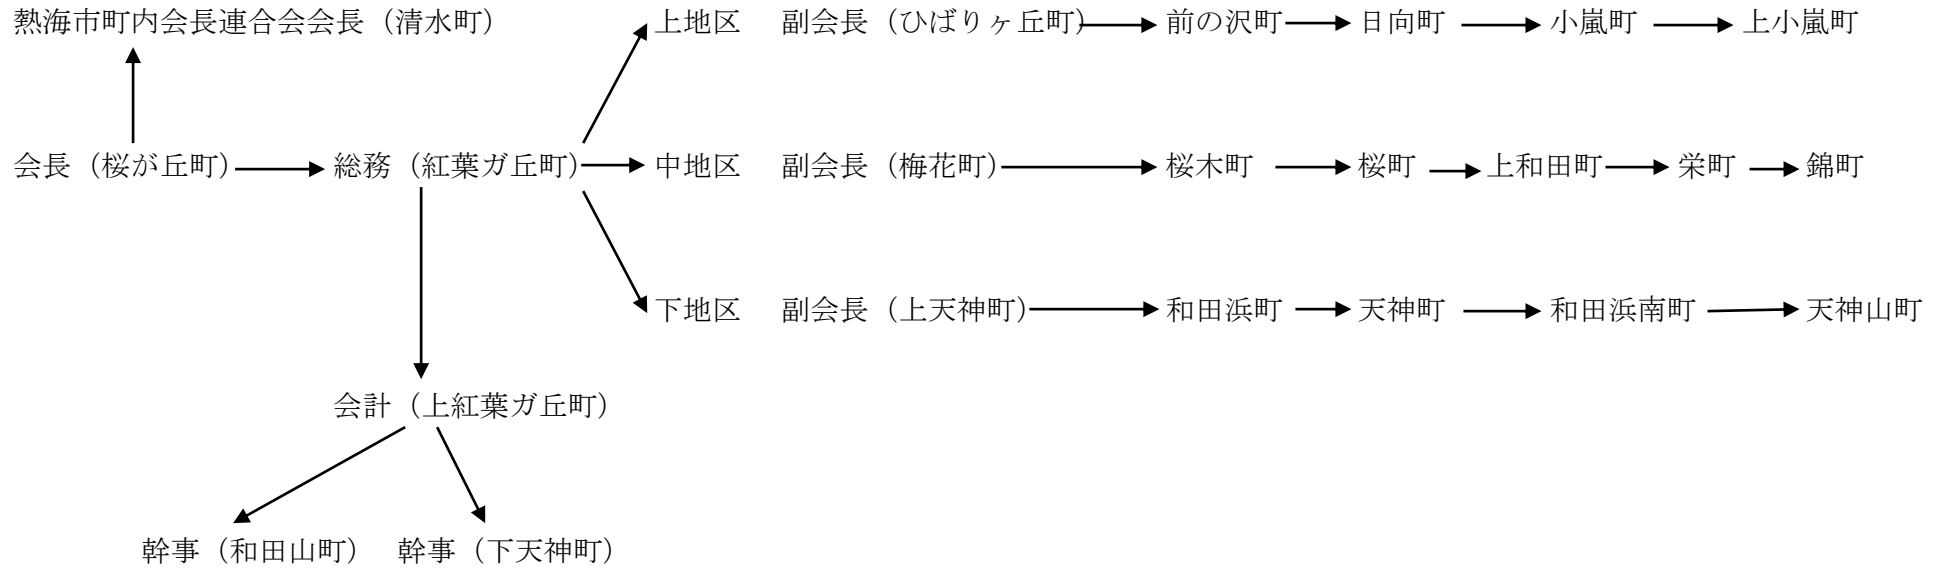 熱海市町内会長連合会会長（清水町）
上地区　副会長（ひばりヶ丘町）　前の沢町　日向町　小嵐町　上小嵐町
会長（桜が丘町）　総務（紅葉ガ丘町）　中地区　副会長（梅花町）　桜木町　桜町　上和田町　栄町　錦町
下地区　副会長（上天神町）　和田浜町　天神町　和田浜南町　天神山町
会計（上紅葉ガ丘町）
幹事（和田山町）　幹事（下天神町）